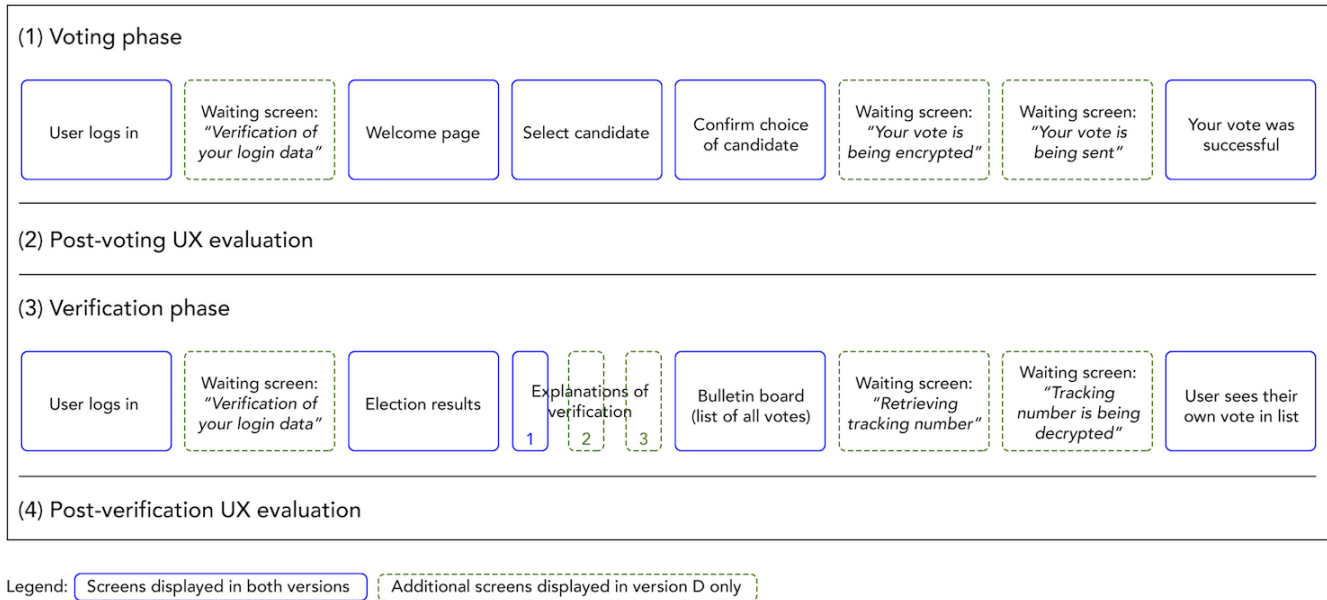 (1) Voting phase
User logs in
Waiting screen:
“Verification of
your login data”
Welcome page
Select candidate
Confirm choice
of candidate
Waiting screen:
“Your vote is
being encrypted”
Waiting screen:
“Your vote is
being sent”
Your vote was
successful
(2) Post-voting UX evaluation
(3) Verification phase
User logs in
Waiting screen:
“Verification of
your login data”
Election results
Explanations of
verification
1
2
3
Bulletin board
(list of all votes)
Waiting screen:
“Retrieving
tracking number”
Waiting screen:
“Tracking
number is being
decrypted”
User sees their
own vote in list
(4) Post-verification UX evaluation
Legend: Screens displayed in both versions Additional screens displayed in version D only